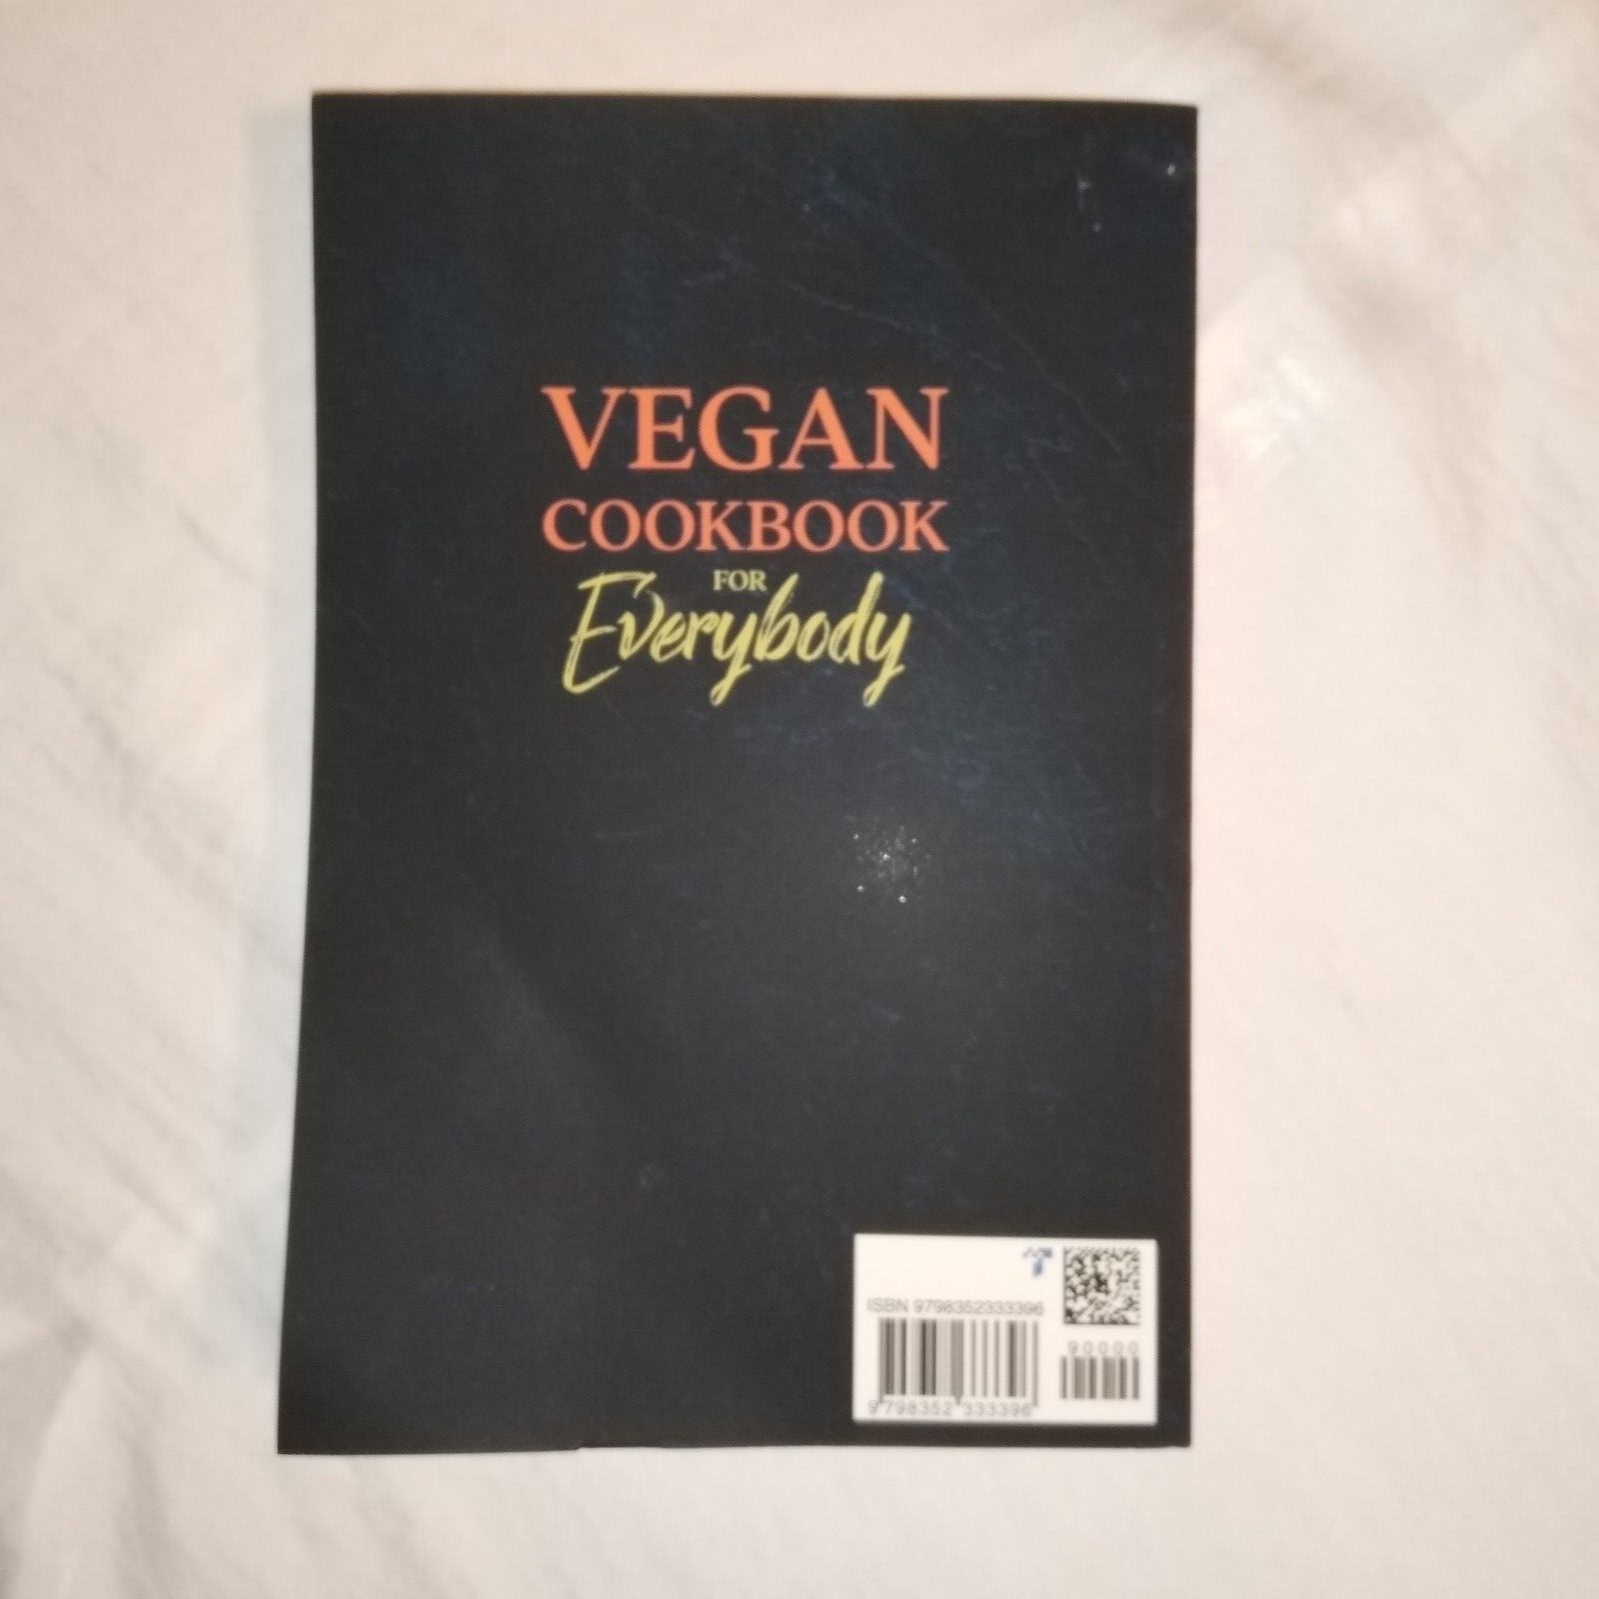 VEGAN
COOKBOOK
FOR
Everybody
ISBN 9798352333396
90000
9 798352 333396